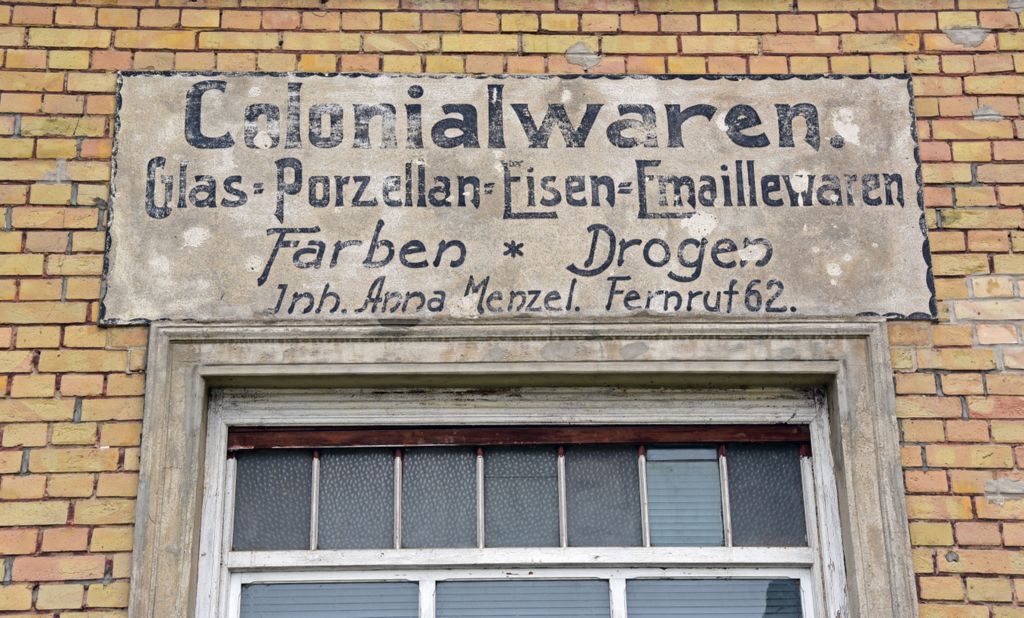 Colonialwaren.
Glas=Porzellan=Eisen=Emaillewaren
Farben * Drogen
Inh. Anna Menzel. Fernruf 62.